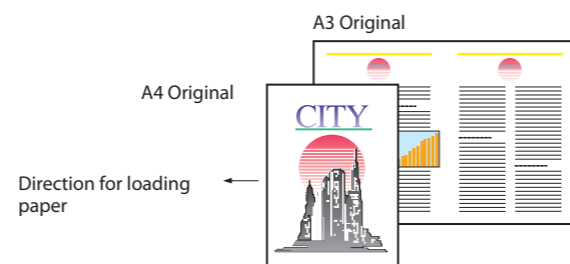 A3 Original
A4 Original
CITY
Direction for loading
paper